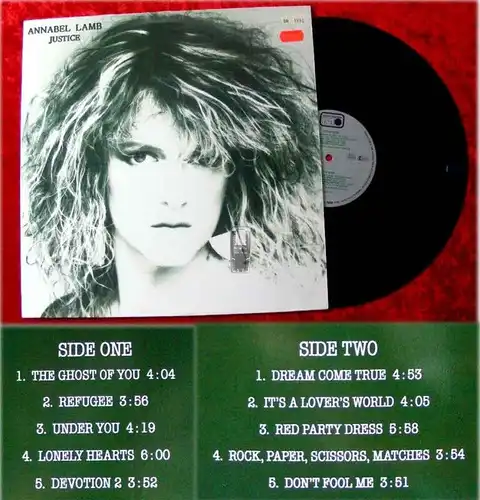 ANNABEL LAMB
JUSTICE
SIDE ONE
1. THE GHOST OF YOU 4:04
2. REFUGEE 3:56
3. UNDER YOU 4:19
4. LONELY HEARTS 6:00
5. DEVOTION 2 3:52
SIDE TWO
1. DREAM COME TRUE 4:53
2. IT'S A LOVER'S WORLD 4:05
3. RED PARTY DRESS 5:58
4. ROCK, PAPER, SCISSORS, MATCHES 3:54
5. DON'T FOOL ME 3:51